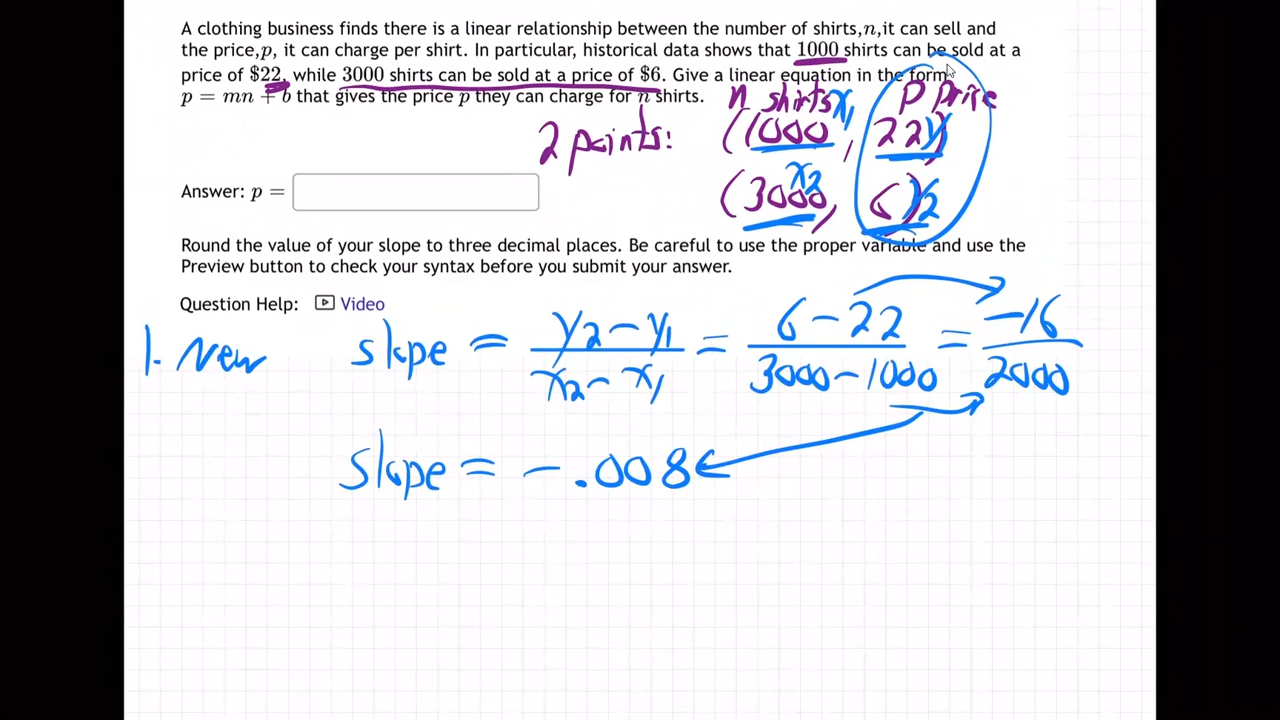 A clothing business finds there is a linear relationship between the number of shirts,n,it can sell and
the price,p, it can charge per shirt. In particular, historical data shows that 1000 shirts can be sold at a
price of $22, while 3000 shirts can be sold at a price of $6. Give a linear equation in the form
p = mn + b that gives the price p they can charge for n shirts.
n shirts p price
2 points: (1000, 22) x1 y1
(3000, 6) x2 y2
Answer: p =
Round the value of your slope to three decimal places. Be careful to use the proper variable and use the
Preview button to check your syntax before you submit your answer.
Question Help: Video
1. New slope = y2 - y1 / x2 - x1 = 6 - 22 / 3000 - 1000 = -16 / 2000
slope = -.008